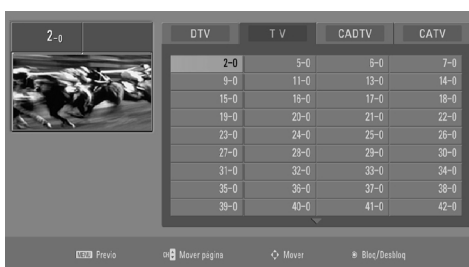 2-0
DTV TV CADTV CATV
2-0 5-0 6-0 7-0
9-0 11-0 13-0 14-0
15-0 16-0 17-0 18-0
19-0 20-0 21-0 22-0
23-0 24-0 25-0 26-0
27-0 28-0 29-0 30-0
31-0 32-0 33-0 34-0
35-0 36-0 37-0 38-0
39-0 40-0 41-0 42-0
MENU Previo CH Mover página Mover Bloq/Desbloq